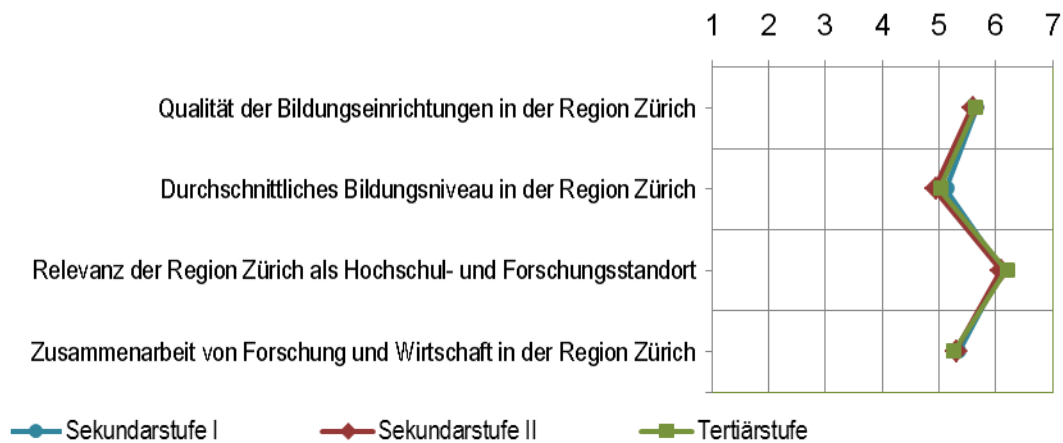 1 2 3 4 5 6 7
Qualität der Bildungseinrichtungen in der Region Zürich
Durchschnittliches Bildungsniveau in der Region Zürich
Relevanz der Region Zürich als Hochschul- und Forschungsstandort
Zusammenarbeit von Forschung und Wirtschaft in der Region Zürich
Sekundarstufe I Sekundarstufe II Tertiärstufe